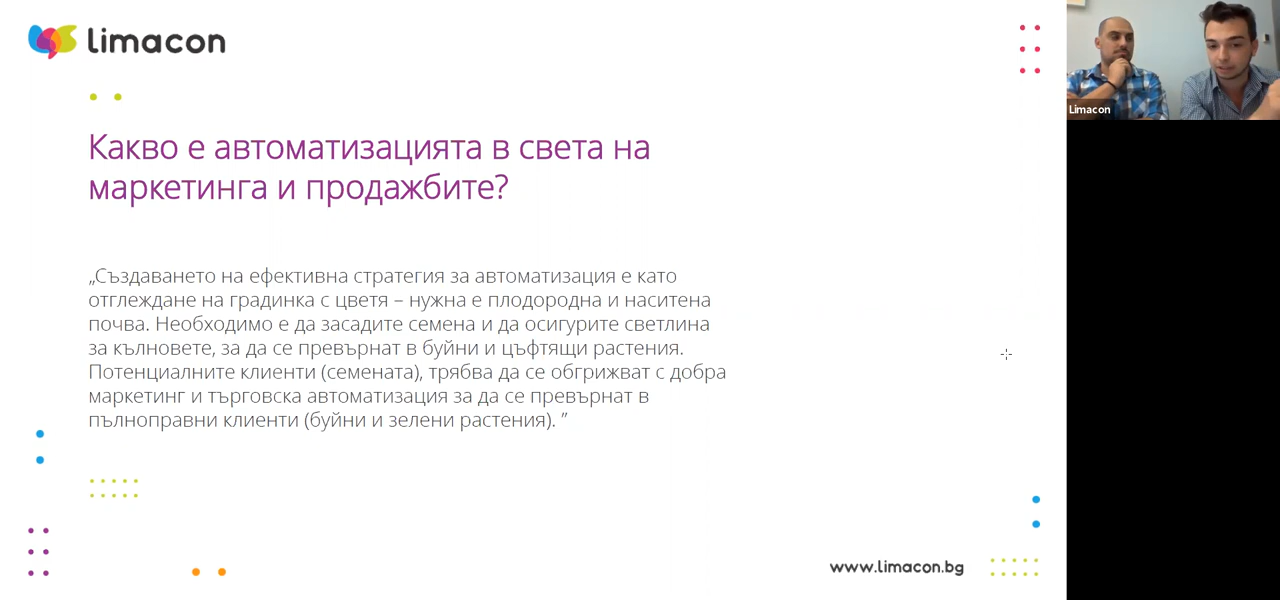 limacon
Limacon
Какво е автоматизацията в света на
маркетинга и продажбите?
„Създаването на ефективна стратегия за автоматизация е като
отглеждане на градинка с цветя – нужна е плодородна и наситена
почва. Необходимо е да засадите семена и да осигурите светлина
за кълновете, за да се превърнат в буйни и цъфтящи растения.
Потенциалните клиенти (семената), трябва да се обгрижват с добра
маркетинг и търговска автоматизация за да се превърнат в
пълноправни клиенти (буйни и зелени растения). ”
www.limacon.bg